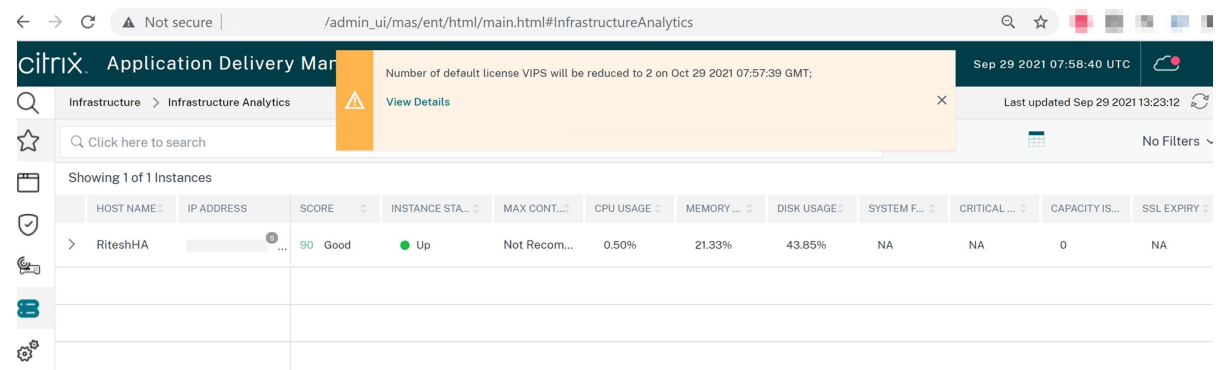 Not secure /admin_ui/mas/ent/html/main.html#InfrastructureAnalytics
citrix. Application Delivery Mar
Number of default license VIPS will be reduced to 2 on Oct 29 2021 07:57:39 GMT;
View Details
Sep 29 2021 07:58:40 UTC
Infrastructure > Infrastructure Analytics
Last updated Sep 29 2021 13:23:12
Click here to search
No Filters
Showing 1 of 1 Instances
HOST NAME IP ADDRESS SCORE INSTANCE STA... MAX CONT... CPU USAGE MEMORY ... DISK USAGE SYSTEM F... CRITICAL ... CAPACITY IS... SSL EXPIRY
RiteshHA S ... 90 Good Up Not Recom... 0.50% 21.33% 43.85% NA NA 0 NA